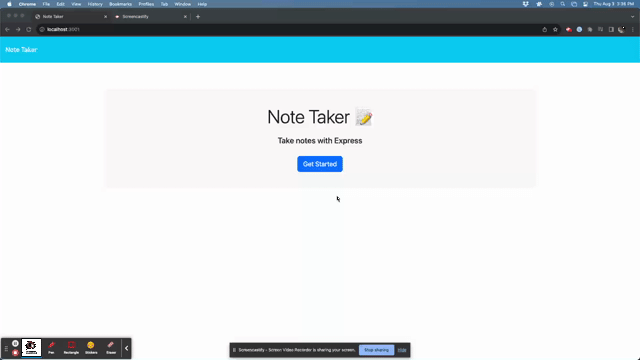 Chrome File Edit View History Bookmarks Profiles Tab Window Help
Thu Aug 3 3:36 PM
Note Taker
Screencastify
localhost:3001
Note Taker
Note Taker
Take notes with Express
Get Started
Pen Rectangle Stickers Eraser
Screencastify - Screen Video Recorder is sharing your screen.
Stop sharing
Hide